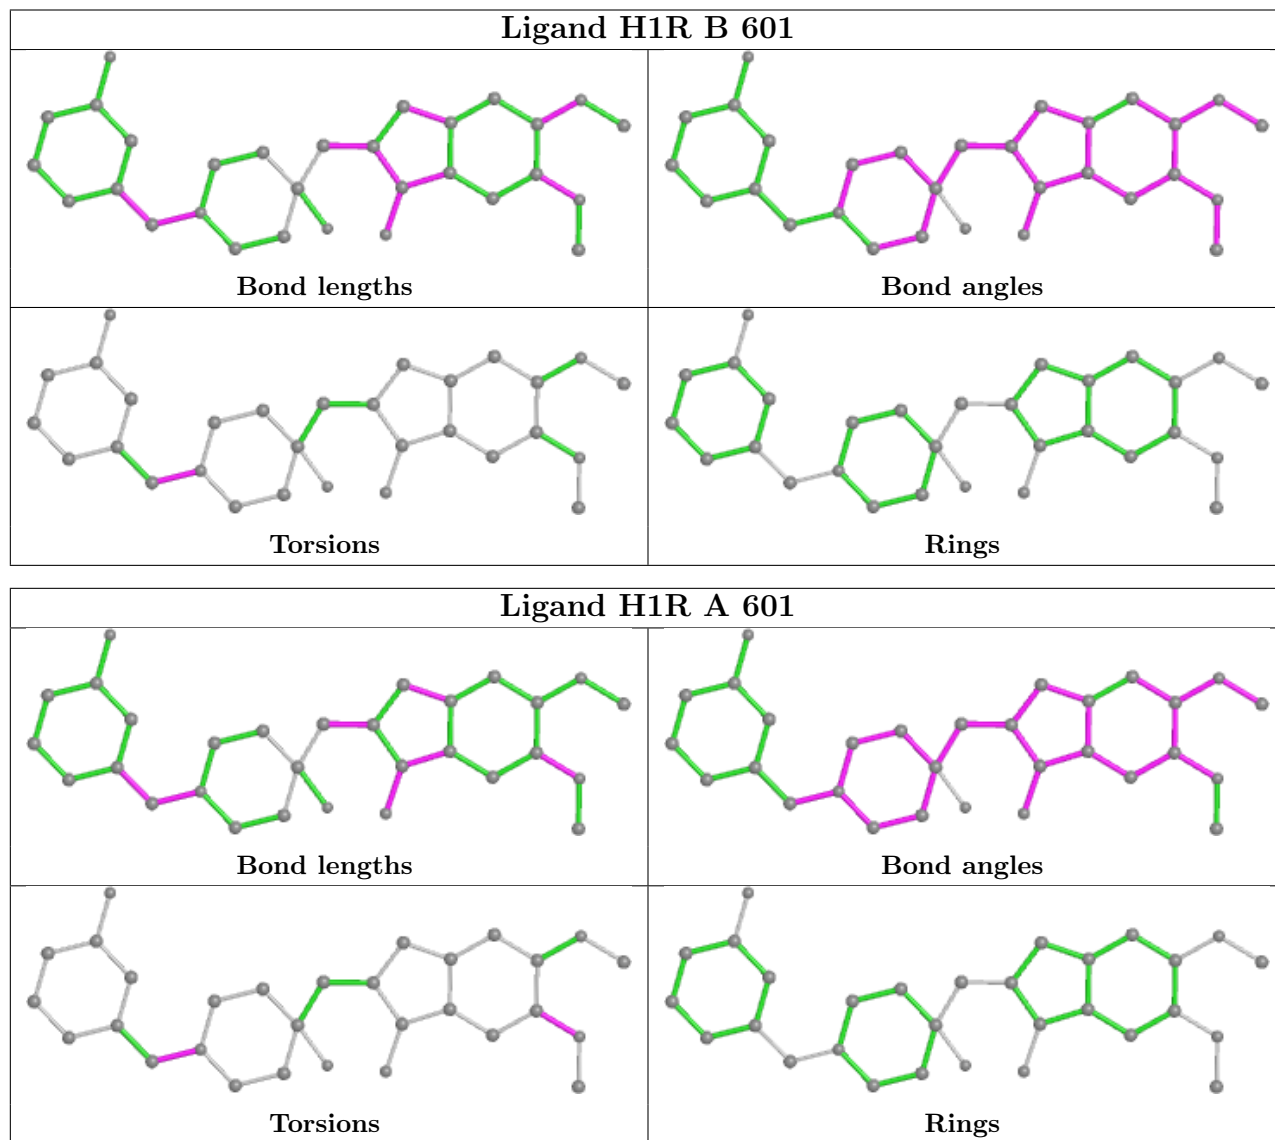 Ligand H1R B 601
Bond lengths
Bond angles
Torsions
Rings
Ligand H1R A 601
Bond lengths
Bond angles
Torsions
Rings